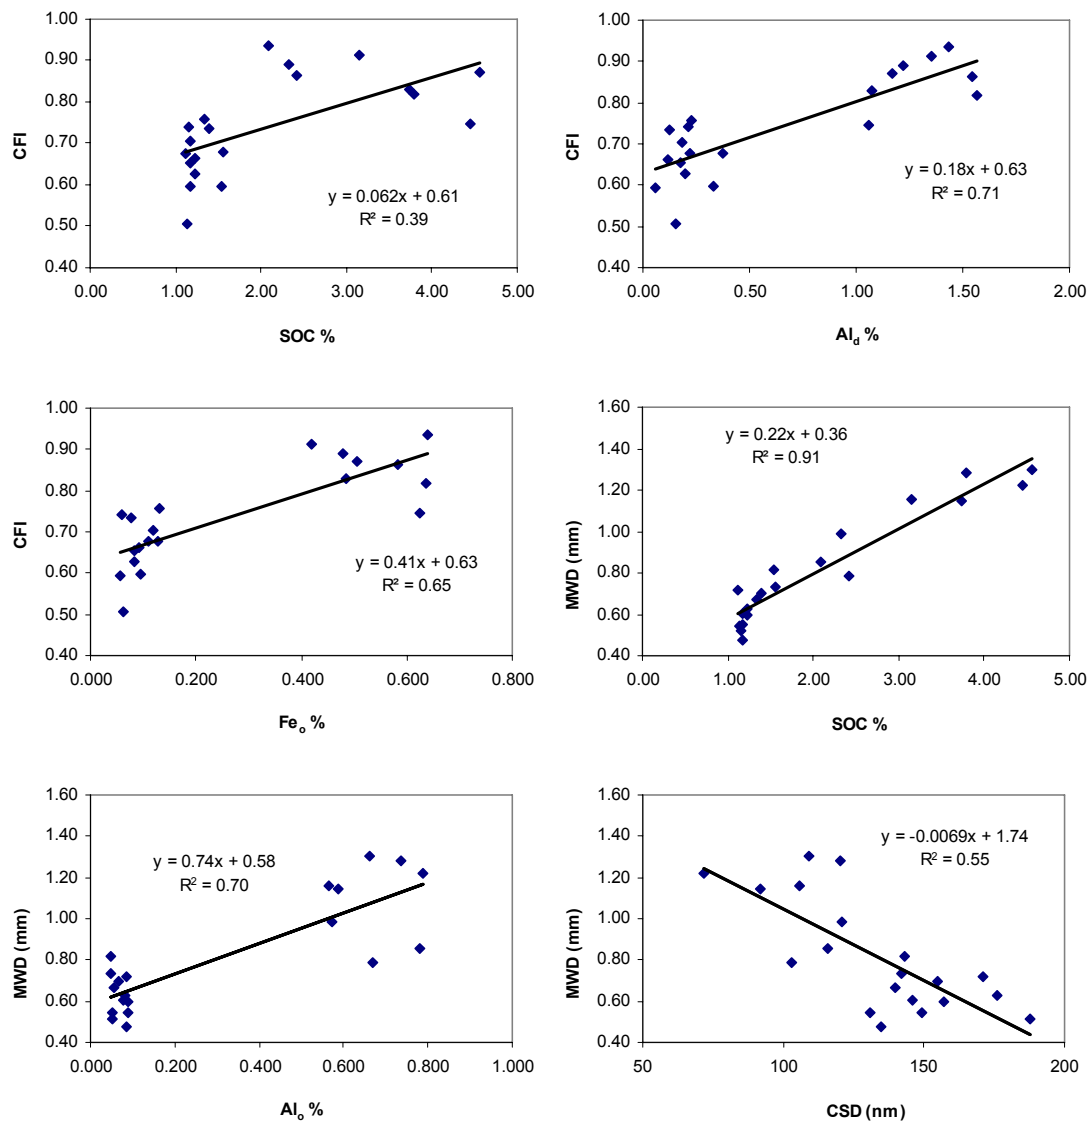 1.00
0.90
0.80
0.70
0.60
0.50
0.40
CFI
y = 0.062x + 0.61
R² = 0.39
0.00 1.00 2.00 3.00 4.00 5.00
SOC %
1.00
0.90
0.80
0.70
0.60
0.50
0.40
CFI
y = 0.18x + 0.63
R² = 0.71
0.00 0.50 1.00 1.50 2.00
Al_d %
1.00
0.90
0.80
0.70
0.60
0.50
0.40
CFI
y = 0.41x + 0.63
R² = 0.65
0.000 0.200 0.400 0.600 0.800
Fe_o %
1.60
1.40
1.20
1.00
0.80
0.60
0.40
MWD (mm)
y = 0.22x + 0.36
R² = 0.91
0.00 1.00 2.00 3.00 4.00 5.00
SOC %
1.60
1.40
1.20
1.00
0.80
0.60
0.40
MWD (mm)
y = 0.74x + 0.58
R² = 0.70
0.000 0.200 0.400 0.600 0.800 1.000
Al_o %
1.60
1.40
1.20
1.00
0.80
0.60
0.40
MWD (mm)
y = -0.0069x + 1.74
R² = 0.55
50 100 150 200
CSD (nm)